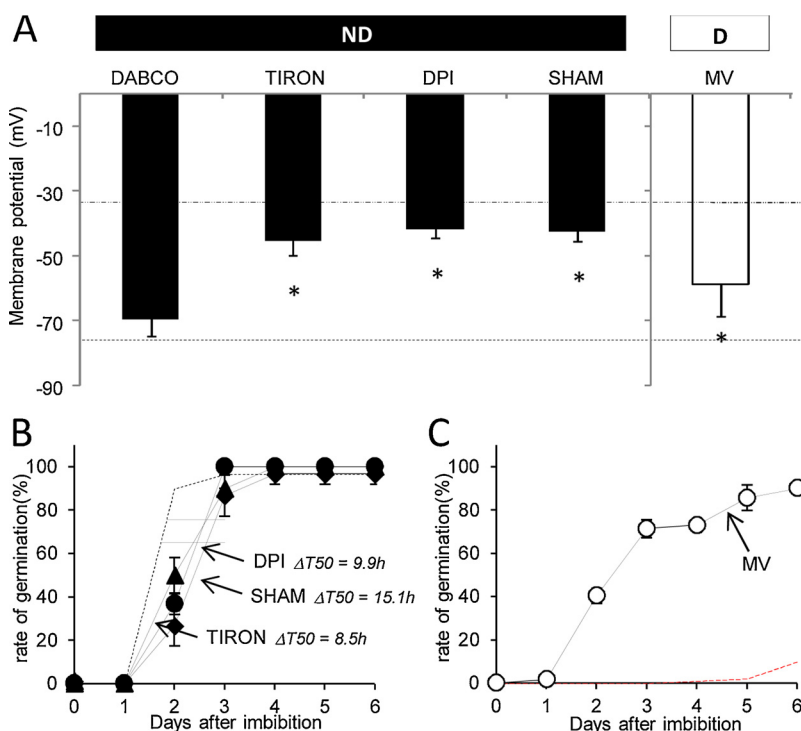 A
ND
D
DABCO TIRON DPI SHAM MV
Membrane potential (mV)
-10
-30
-50
-70
-90
*
*
*
*
B
rate of germination(%)
100
80
60
40
20
0
DPI ΔT50 = 9.9h
SHAM ΔT50 = 15.1h
TIRON ΔT50 = 8.5h
0 1 2 3 4 5 6
Days after imbibition
C
rate of germination(%)
100
80
60
40
20
0
MV
0 1 2 3 4 5 6
Days after imbibition